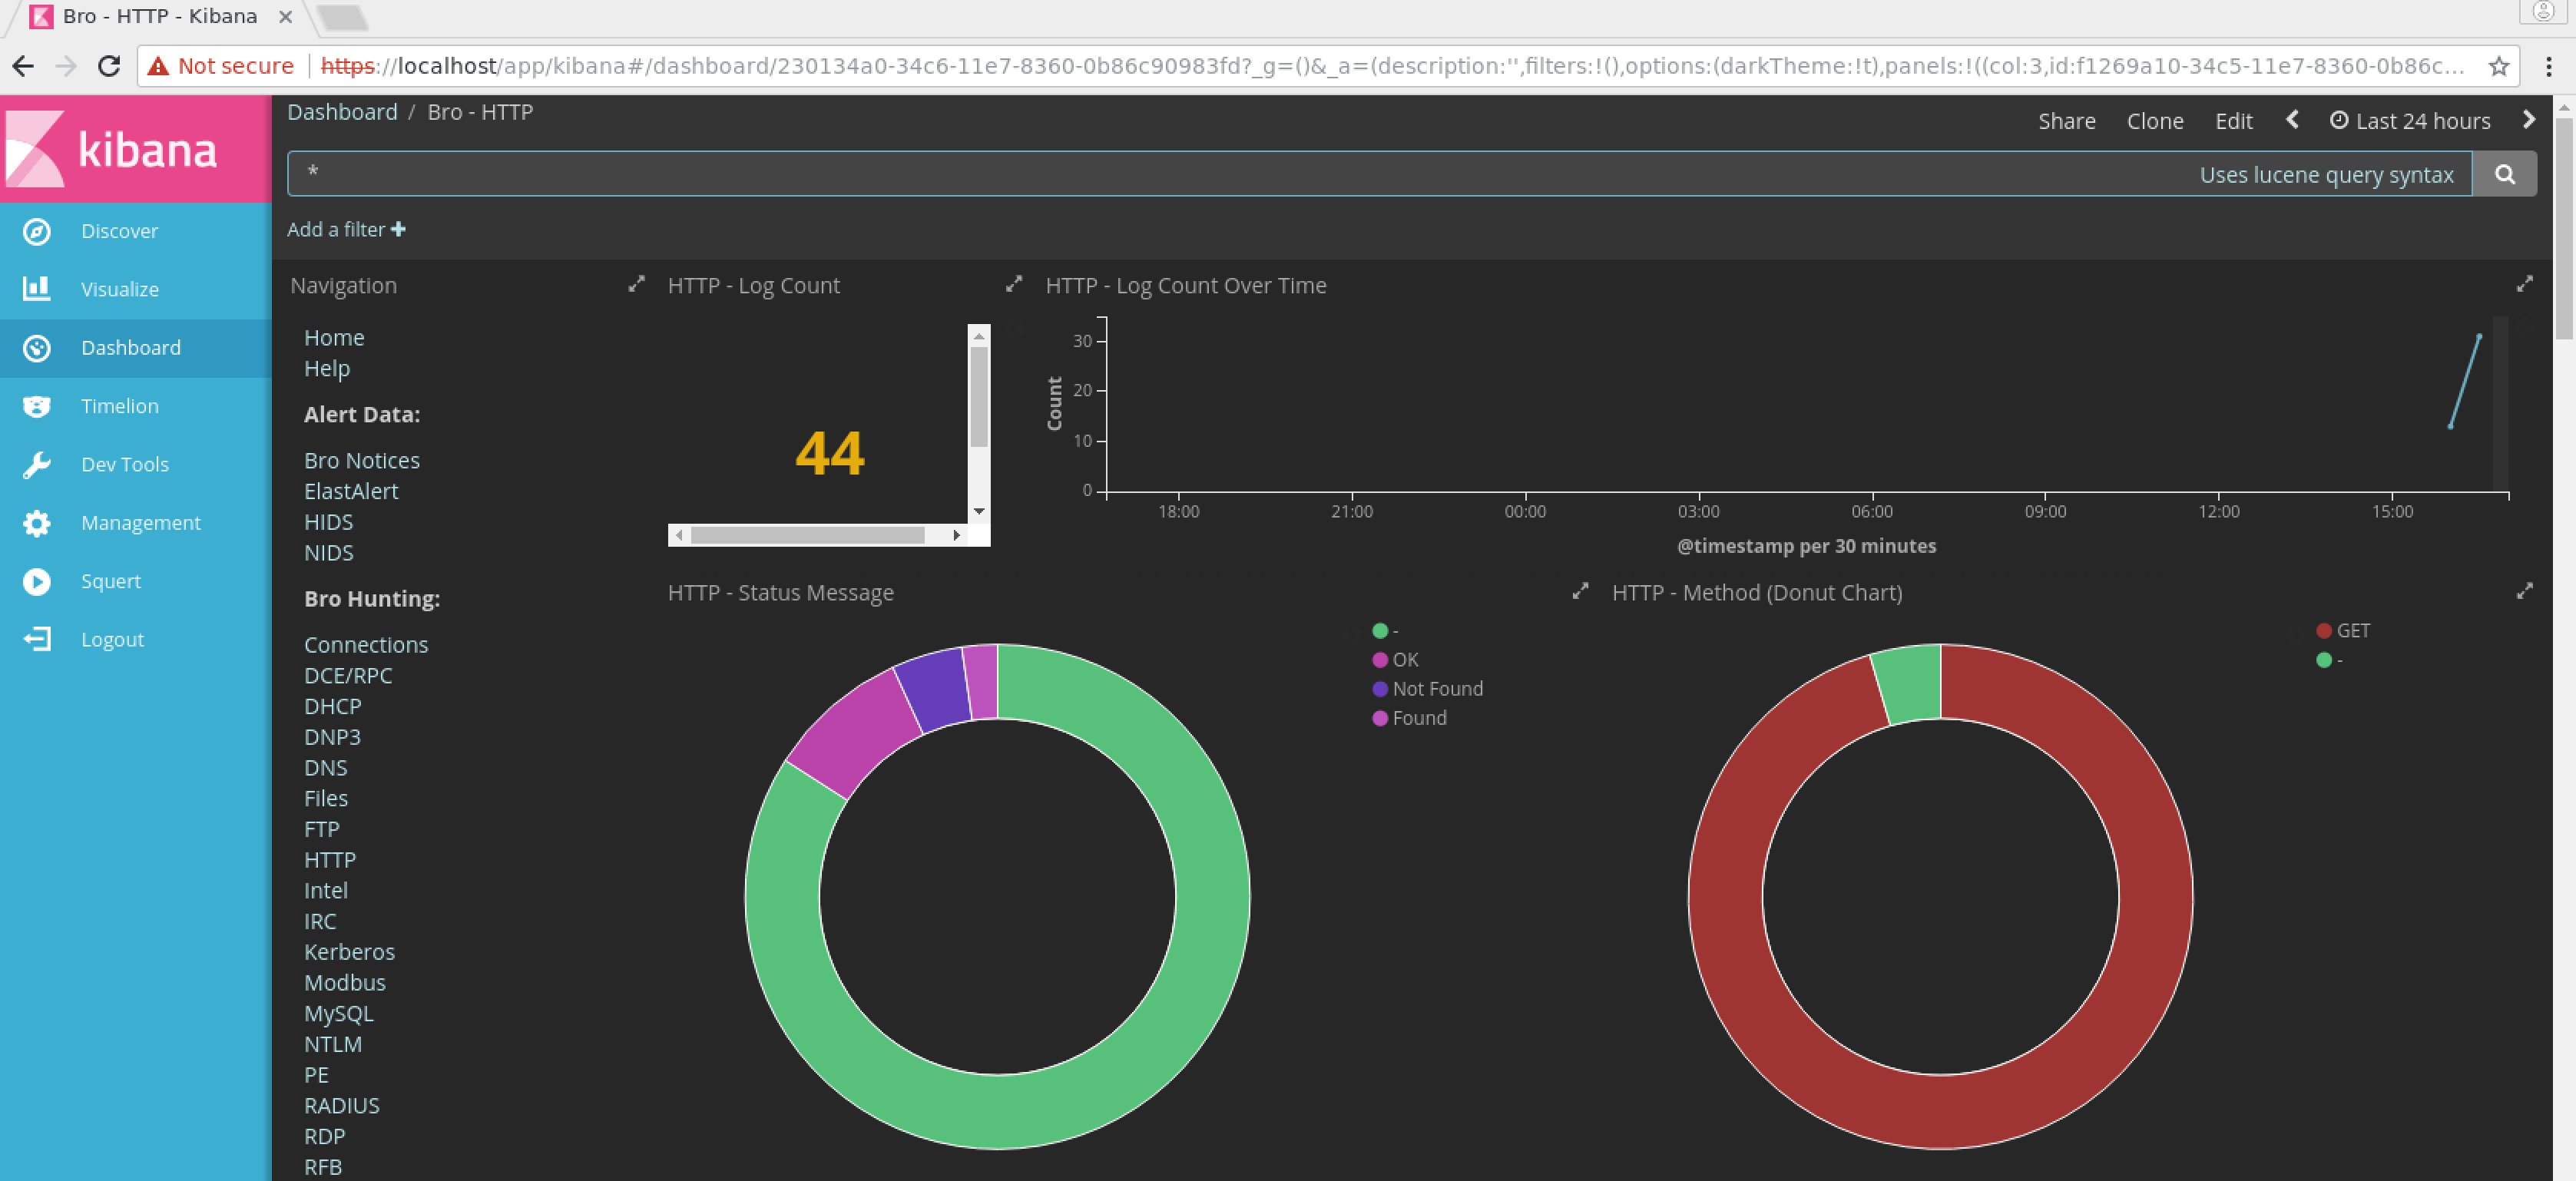 Bro - HTTP - Kibana
Not secure | https://localhost/app/kibana#/dashboard/230134a0-34c6-11e7-8360-0b86c90983fd?_g=()&_a=(description:'',filters:!(),options:(darkTheme:!t),panels:!((col:3,id:f1269a10-34c5-11e7-8360-0b86c...
kibana
Discover
Visualize
Dashboard
Timelion
Dev Tools
Management
Squert
Logout
Dashboard / Bro - HTTP
Share Clone Edit Last 24 hours
* Uses lucene query syntax
Add a filter +
Navigation
Home
Help
Alert Data:
Bro Notices
ElastAlert
HIDS
NIDS
Bro Hunting:
Connections
DCE/RPC
DHCP
DNP3
DNS
Files
FTP
HTTP
Intel
IRC
Kerberos
Modbus
MySQL
NTLM
PE
RADIUS
RDP
RFB
HTTP - Log Count
44
HTTP - Log Count Over Time
Count
30
20
10
0
18:00 21:00 00:00 03:00 06:00 09:00 12:00 15:00
@timestamp per 30 minutes
HTTP - Status Message
-
OK
Not Found
Found
HTTP - Method (Donut Chart)
GET
-